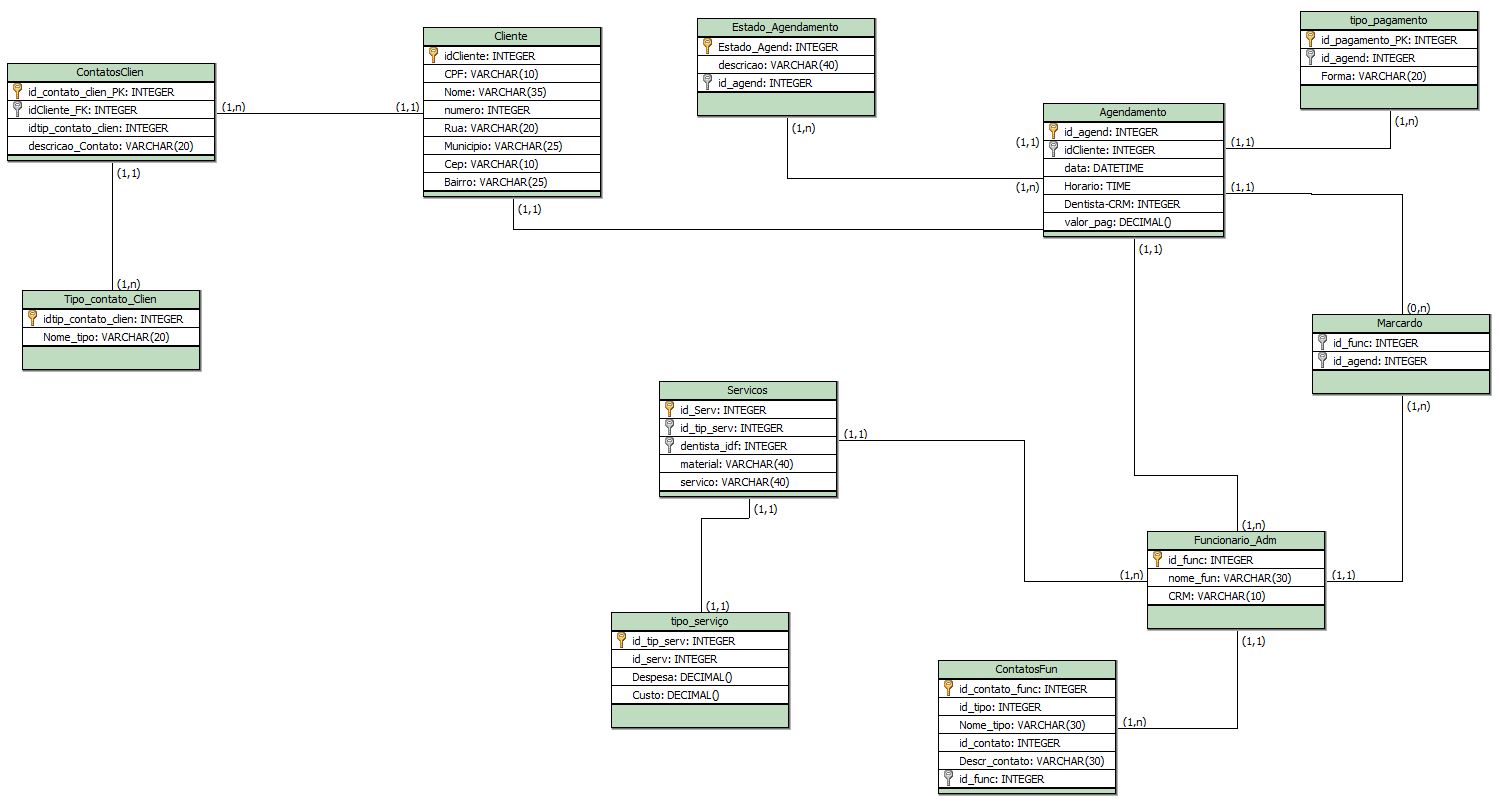 ContatosClien
id_contato_clien_PK: INTEGER
idCliente_FK: INTEGER
idtip_contato_clien: INTEGER
descricao_Contato: VARCHAR(20)
(1,n)
(1,1)
(1,1)
(1,n)
Tipo_contato_Clien
idtip_contato_clien: INTEGER
Nome_tipo: VARCHAR(20)
Cliente
idCliente: INTEGER
CPF: VARCHAR(10)
Nome: VARCHAR(35)
numero: INTEGER
Rua: VARCHAR(20)
Municipio: VARCHAR(25)
Cep: VARCHAR(10)
Bairro: VARCHAR(25)
(1,1)
Estado_Agendamento
Estado_Agend: INTEGER
descricao: VARCHAR(40)
id_agend: INTEGER
(1,n)
(1,1)
(1,n)
Agendamento
id_agend: INTEGER
idCliente: INTEGER
data: DATETIME
Horario: TIME
Dentista-CRM: INTEGER
valor_pag: DECIMAL()
(1,1)
(1,1)
(1,1)
tipo_pagamento
id_pagamento_PK: INTEGER
id_agend: INTEGER
Forma: VARCHAR(20)
(1,n)
(0,n)
Marcardo
id_func: INTEGER
id_agend: INTEGER
(1,n)
Servicos
id_Serv: INTEGER
id_tip_serv: INTEGER
dentista_idf: INTEGER
material: VARCHAR(40)
servico: VARCHAR(40)
(1,1)
(1,1)
(1,1)
tipo_serviço
id_tip_serv: INTEGER
id_serv: INTEGER
Despesa: DECIMAL()
Custo: DECIMAL()
(1,n)
Funcionario_Adm
id_func: INTEGER
nome_fun: VARCHAR(30)
CRM: VARCHAR(10)
(1,n)
(1,1)
(1,1)
ContatosFun
id_contato_func: INTEGER
id_tipo: INTEGER
Nome_tipo: VARCHAR(30)
id_contato: INTEGER
Descr_contato: VARCHAR(30)
id_func: INTEGER
(1,n)